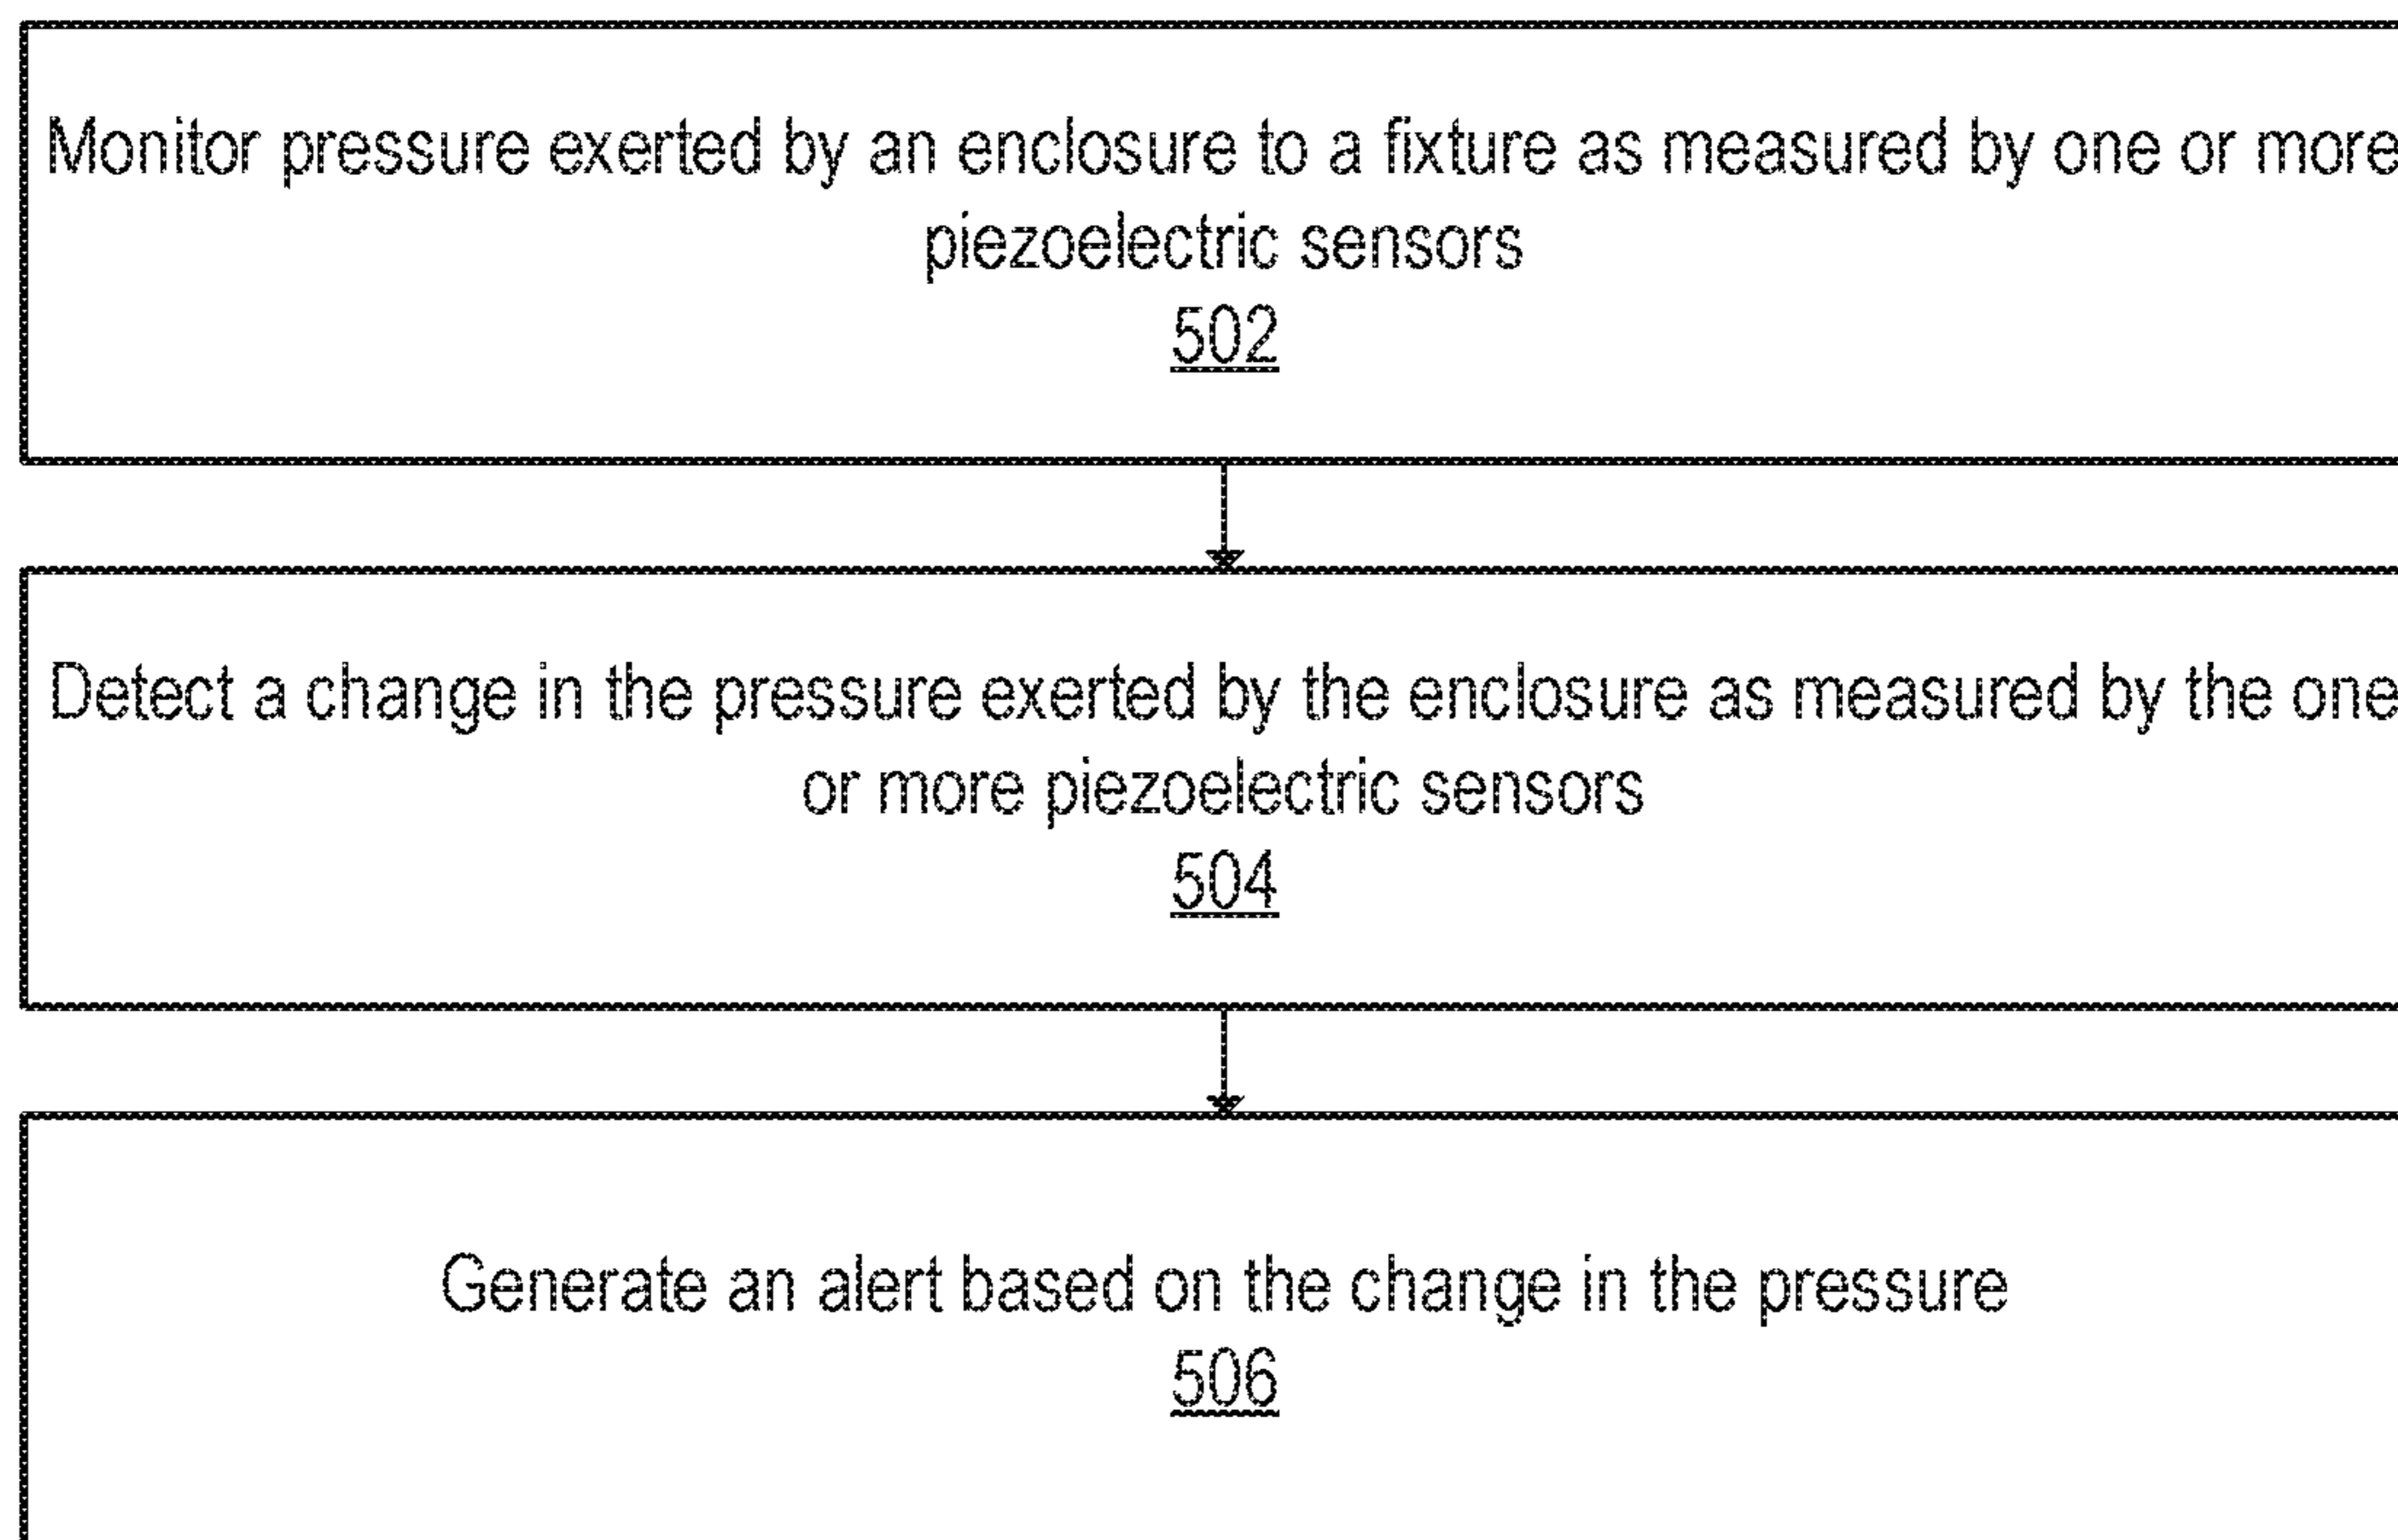 Monitor pressure exerted by an enclosure to a fixture as measured by one or more
piezoelectric sensors
502
Detect a change in the pressure exerted by the enclosure as measured by the one
or more piezoelectric sensors
504
Generate an alert based on the change in the pressure
506